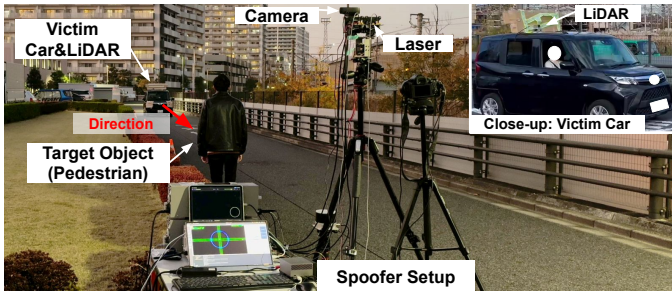 Camera
LiDAR
Victim
Car&LiDAR
Laser
Direction
Close-up: Victim Car
Target Object
(Pedestrian)
Spoofer Setup